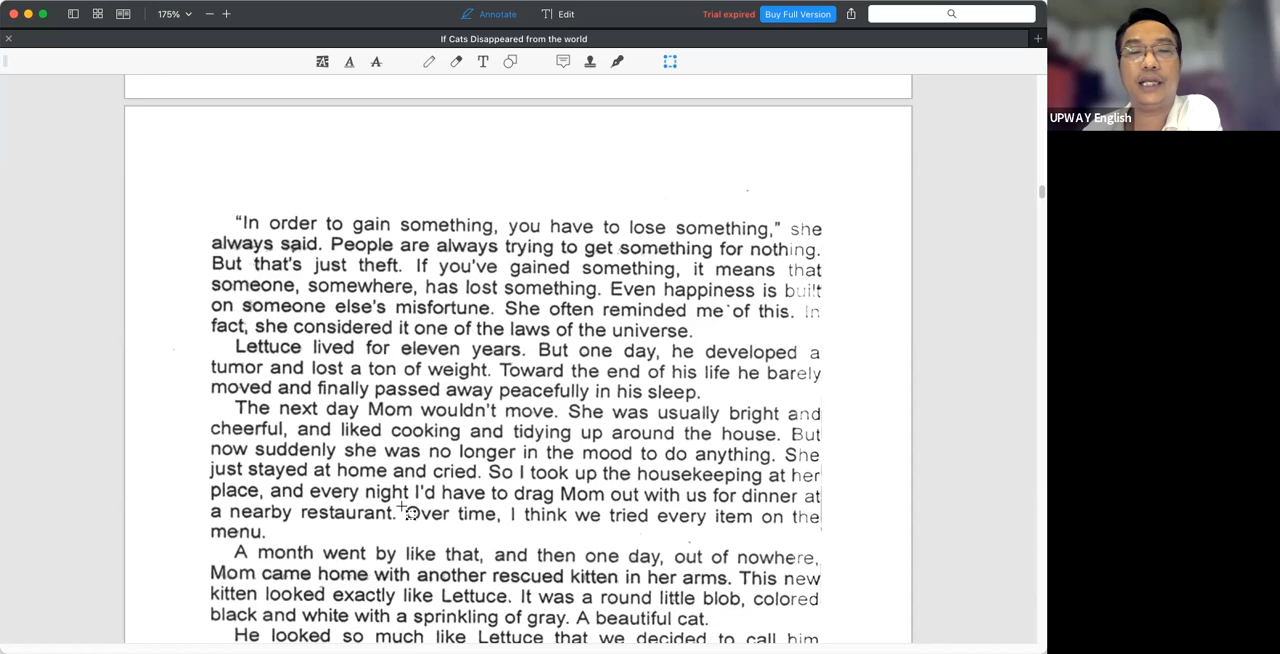 175%
Annotate
Edit
Trial expired
Buy Full Version
If Cats Disappeared from the world
UPWAY English
“In order to gain something, you have to lose something,” she
always said. People are always trying to get something for nothing.
But that’s just theft. If you’ve gained something, it means that
someone, somewhere, has lost something. Even happiness is built
on someone else’s misfortune. She often reminded me of this. In
fact, she considered it one of the laws of the universe.
Lettuce lived for eleven years. But one day, he developed a
tumor and lost a ton of weight. Toward the end of his life he barely
moved and finally passed away peacefully in his sleep.
The next day Mom wouldn’t move. She was usually bright and
cheerful, and liked cooking and tidying up around the house. But
now suddenly she was no longer in the mood to do anything. She
just stayed at home and cried. So I took up the housekeeping at her
place, and every night I’d have to drag Mom out with us for dinner at
a nearby restaurant. Over time, I think we tried every item on the
menu.
A month went by like that, and then one day, out of nowhere,
Mom came home with another rescued kitten in her arms. This new
kitten looked exactly like Lettuce. It was a round little blob, colored
black and white with a sprinkling of gray. A beautiful cat.
He looked so much like Lettuce that we decided to call him